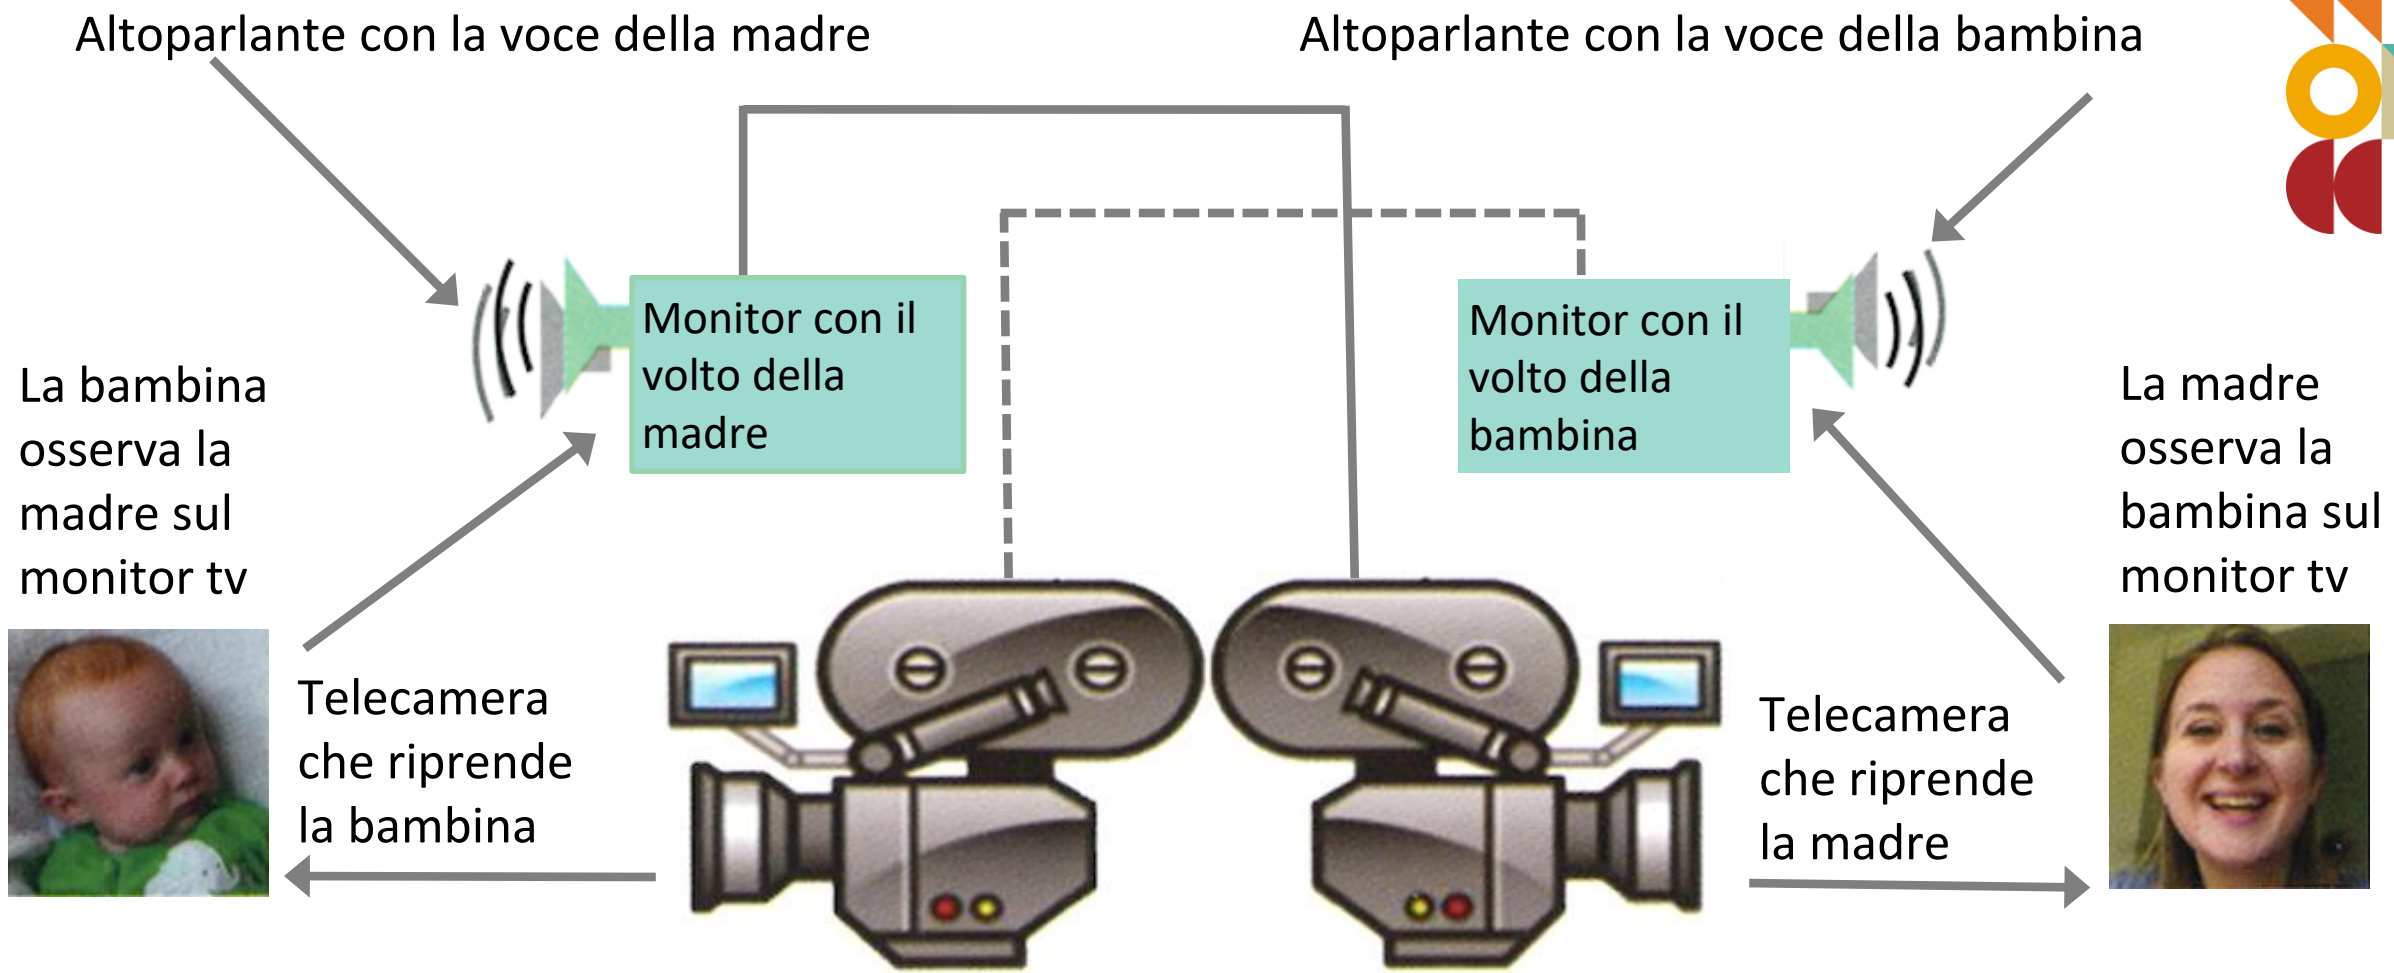 Altoparlante con la voce della madre
Altoparlante con la voce della bambina
Monitor con il
volto della
madre
Monitor con il
volto della
bambina
La bambina
osserva la
madre sul
monitor tv
La madre
osserva la
bambina sul
monitor tv
Telecamera
che riprende
la bambina
Telecamera
che riprende
la madre